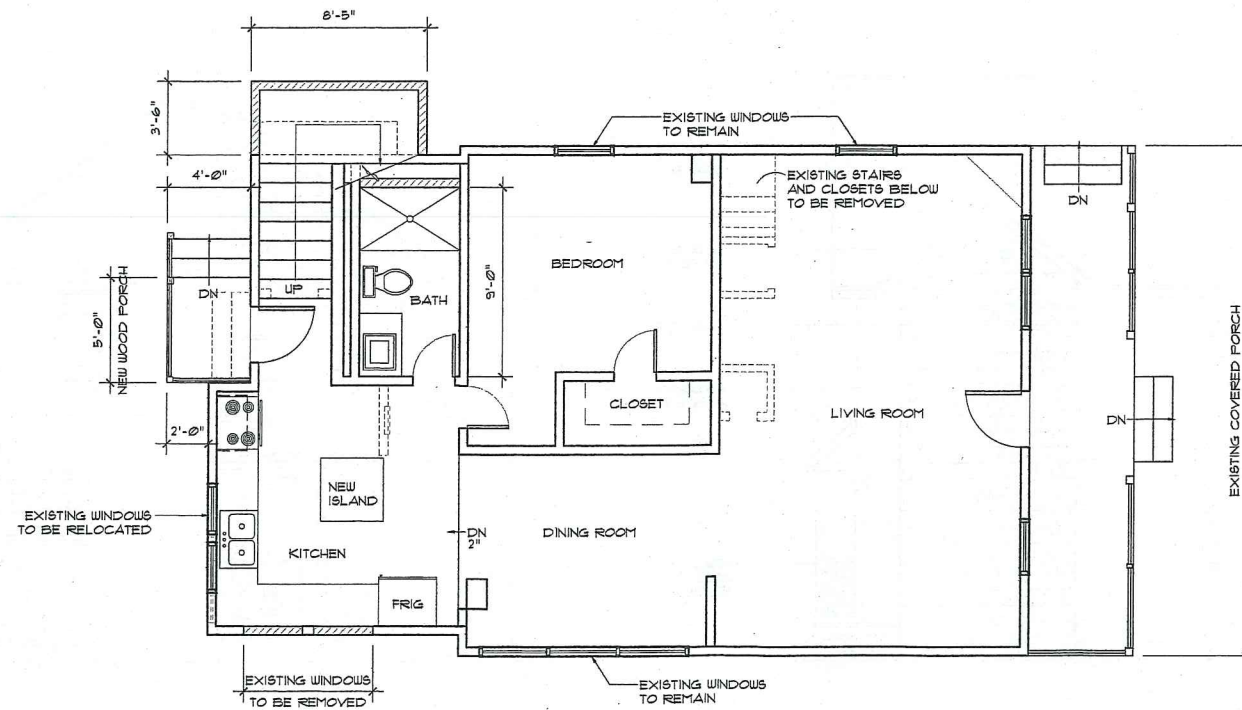 8'-5"
3'-6"
EXISTING WINDOWS
TO REMAIN
4'-0"
EXISTING STAIRS
AND CLOSETS BELOW
TO BE REMOVED
DN
BEDROOM
9'-0"
UP
DN
BATH
5'-0"
NEW WOOD PORCH
CLOSET
LIVING ROOM
DN
EXISTING COVERED PORCH
2'-0"
NEW
ISLAND
EXISTING WINDOWS
TO BE RELOCATED
KITCHEN
DN
2"
DINING ROOM
FRIG
EXISTING WINDOWS
TO BE REMOVED
EXISTING WINDOWS
TO REMAIN